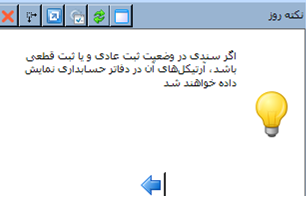 نکته روز
اگر سندی در وضعیت ثبت عادی و یا ثبت قطعی
باشد، آرتیکل‌های آن در دفاتر حسابداری نمایش
داده خواهند شد